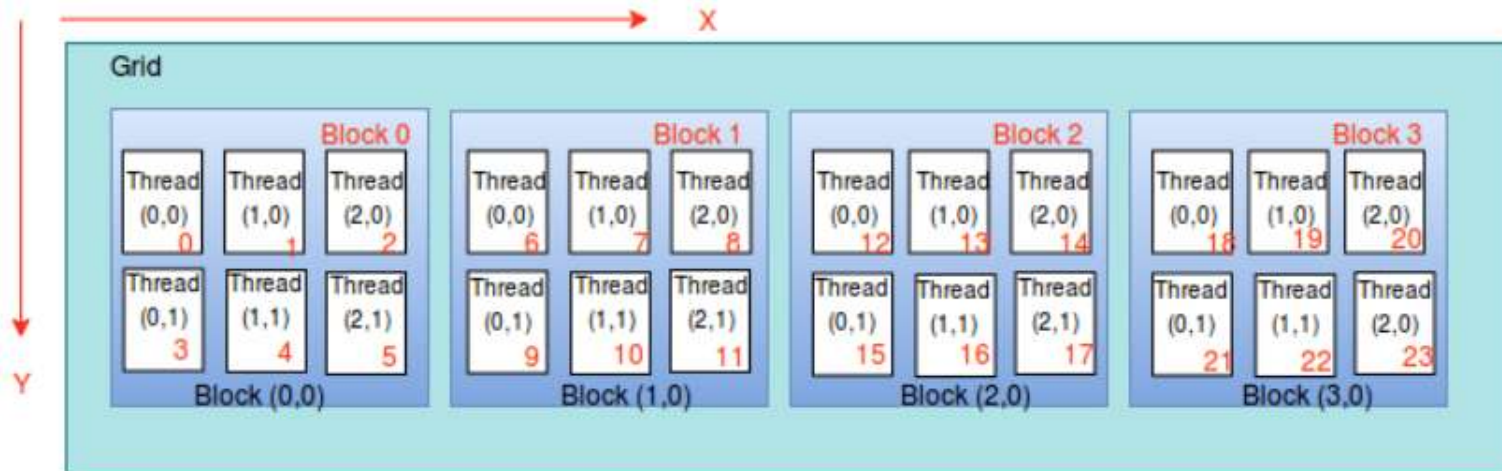 X
Y
Grid
Block 0
Thread
(0,0)
0
Thread
(1,0)
1
Thread
(2,0)
2
Thread
(0,1)
3
Thread
(1,1)
4
Thread
(2,1)
5
Block (0,0)
Block 1
Thread
(0,0)
6
Thread
(1,0)
7
Thread
(2,0)
8
Thread
(0,1)
9
Thread
(1,1)
10
Thread
(2,1)
11
Block (1,0)
Block 2
Thread
(0,0)
12
Thread
(1,0)
13
Thread
(2,0)
14
Thread
(0,1)
15
Thread
(1,1)
16
Thread
(2,1)
17
Block (2,0)
Block 3
Thread
(0,0)
18
Thread
(1,0)
19
Thread
(2,0)
20
Thread
(0,1)
21
Thread
(1,1)
22
Thread
(2,0)
23
Block (3,0)